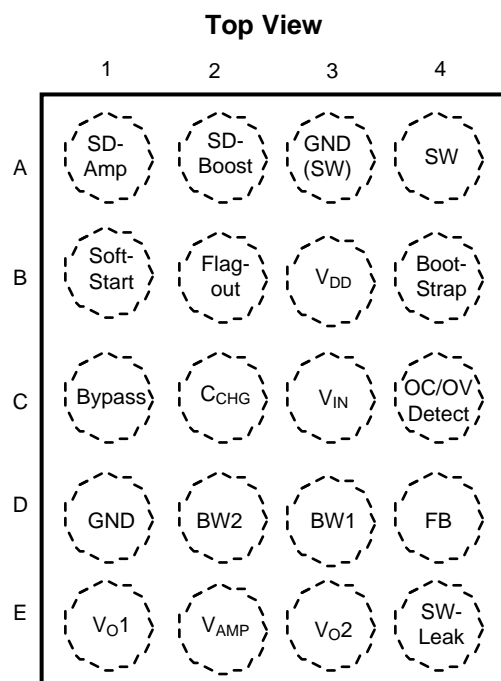 Top View
1 2 3 4
A
SD-
Amp
SD-
Boost
GND
(SW)
SW
B
Soft-
Start
Flag-
out
VDD
Boot-
Strap
C
Bypass
CCHG
VIN
OC/OV
Detect
D
GND
BW2
BW1
FB
E
VO1
VAMP
VO2
SW-
Leak